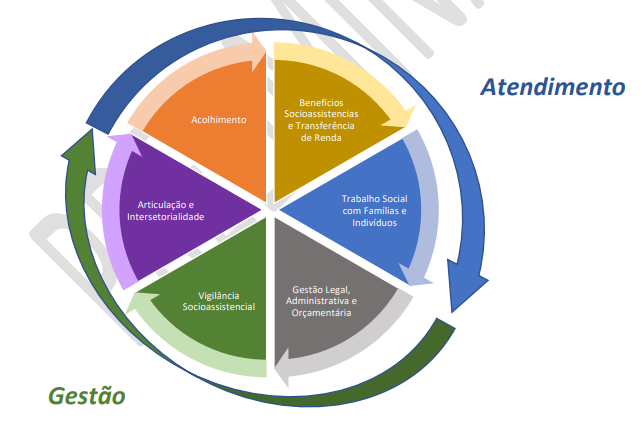 Atendimento
Benefícios
Socioassistencias
e Transferência
de Renda
Acolhimento
Trabalho Social
com Famílias e
Indivíduos
Articulação e
Intersetorialidade
Gestão Legal,
Administrativa e
Orçamentária
Vigilância
Socioassistencial
Gestão